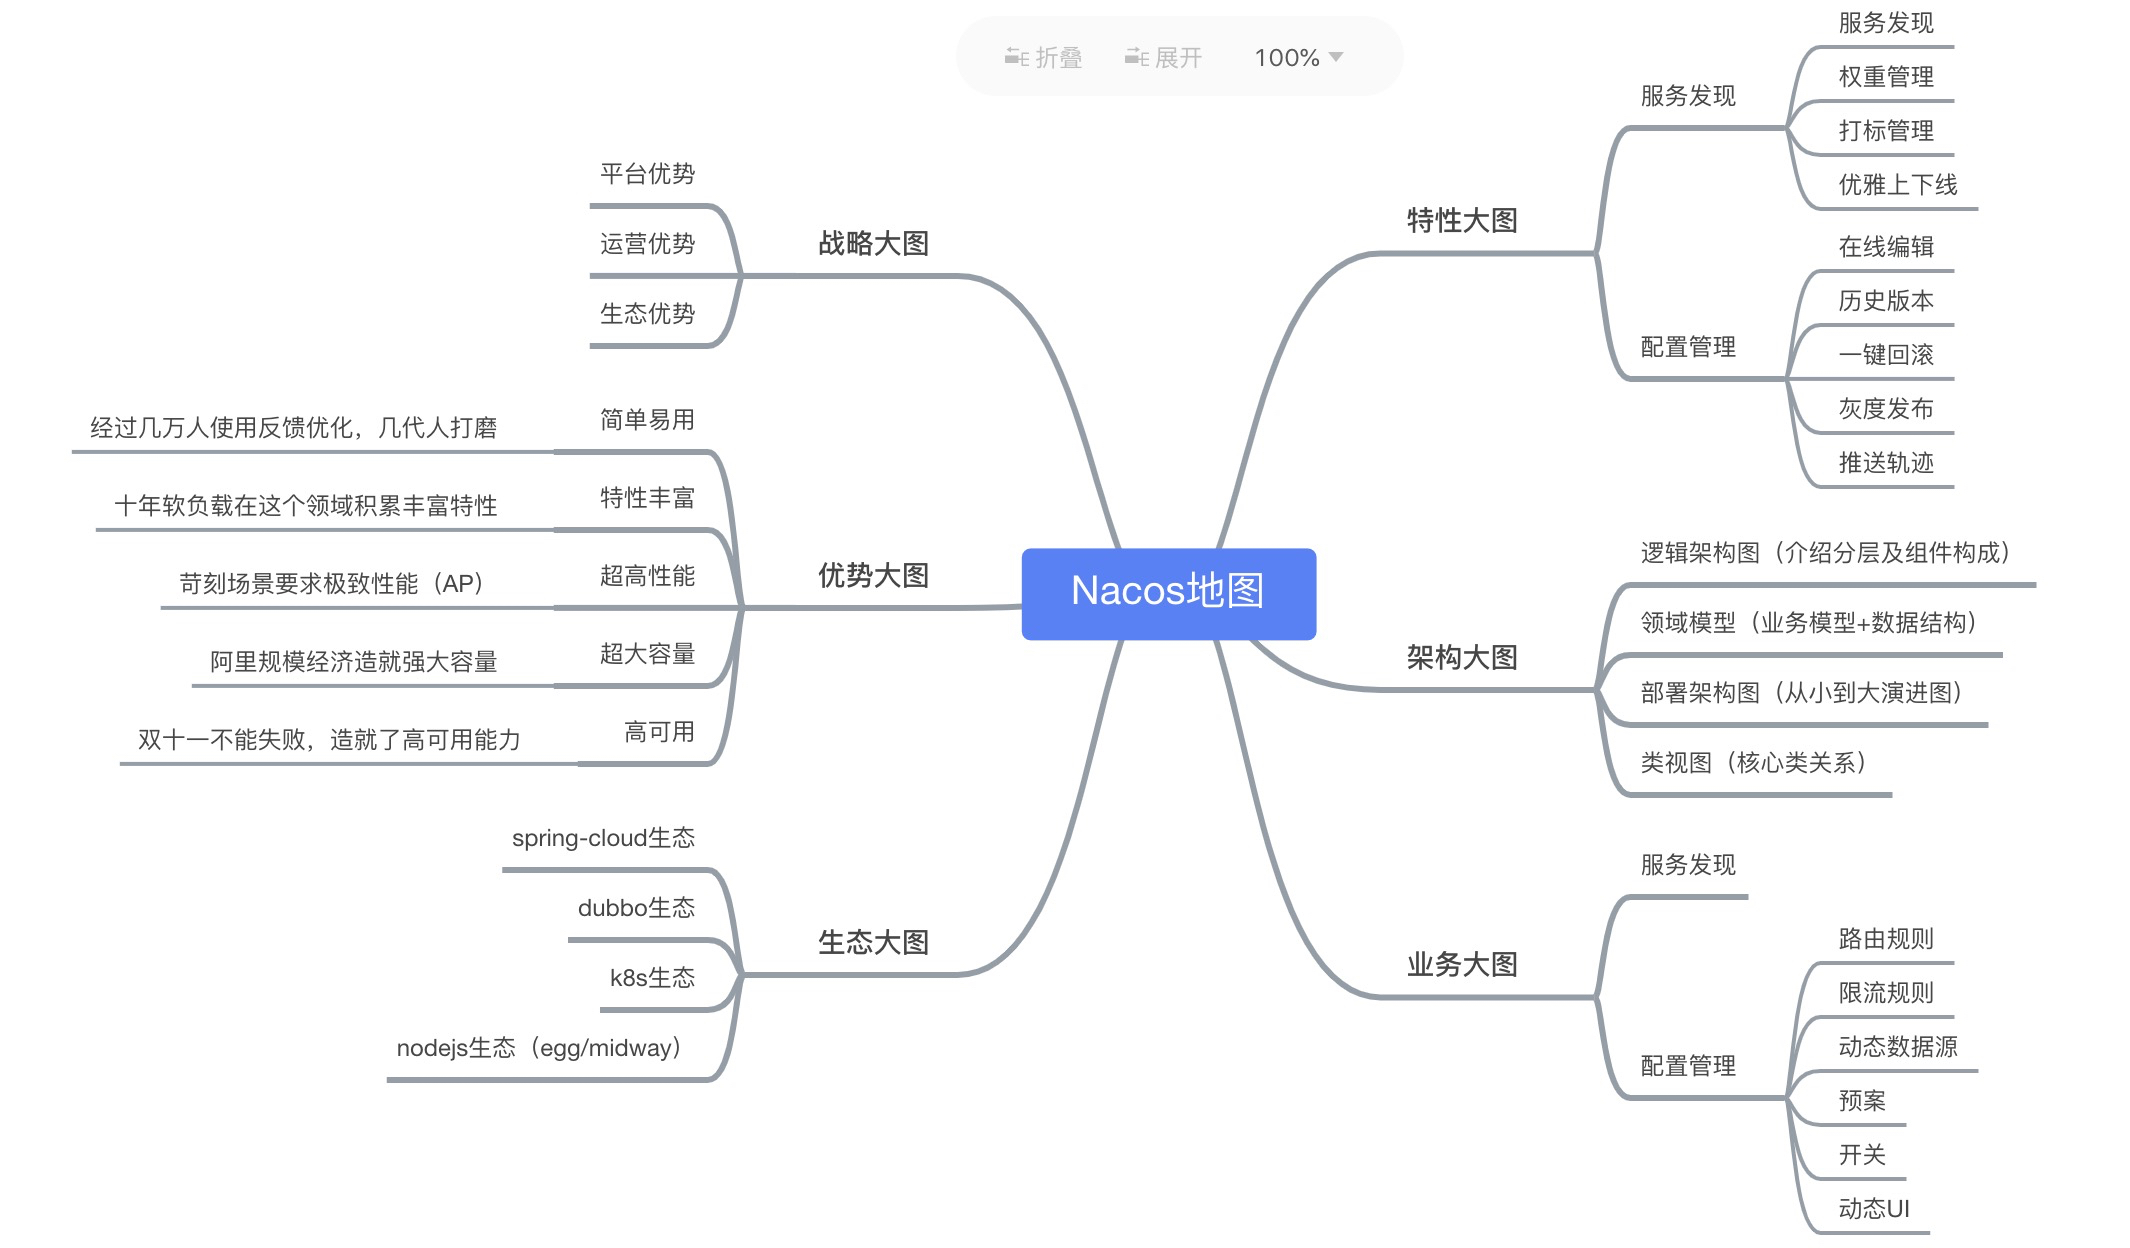 折叠
展开
100%
Nacos地图
特性大图
服务发现
服务发现
权重管理
打标管理
优雅上下线
配置管理
在线编辑
历史版本
一键回滚
灰度发布
推送轨迹
架构大图
逻辑架构图（介绍分层及组件构成）
领域模型（业务模型+数据结构）
部署架构图（从小到大演进图）
类视图（核心类关系）
业务大图
服务发现
配置管理
路由规则
限流规则
动态数据源
预案
开关
动态UI
战略大图
平台优势
运营优势
生态优势
优势大图
简单易用
经过几万人使用反馈优化，几代人打磨
特性丰富
十年软负载在这个领域积累丰富特性
超高性能
苛刻场景要求极致性能（AP）
超大容量
阿里规模经济造就强大容量
高可用
双十一不能失败，造就了高可用能力
生态大图
spring-cloud生态
dubbo生态
k8s生态
nodejs生态（egg/midway）